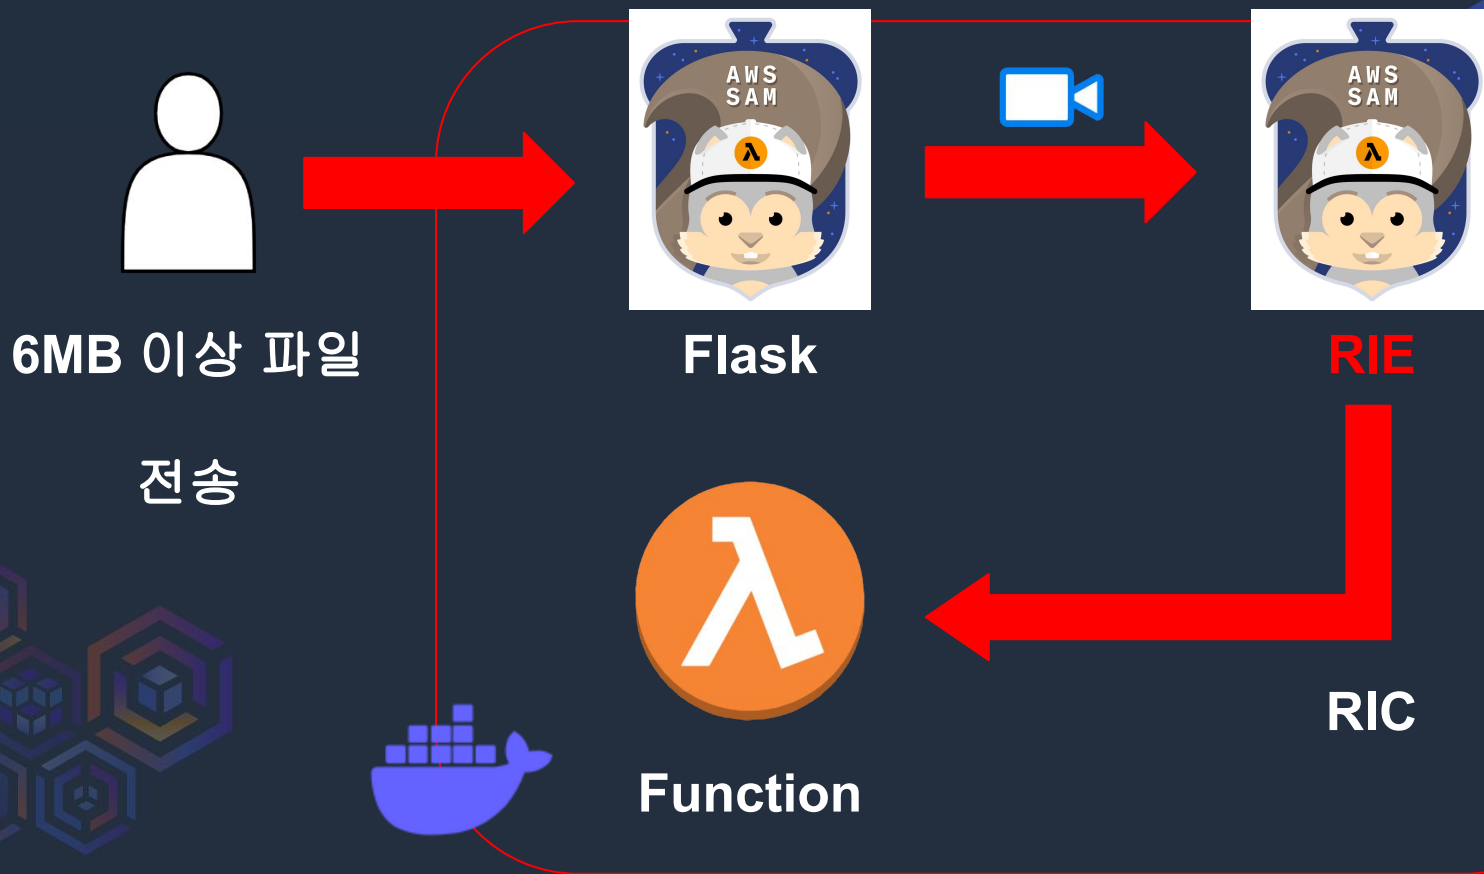 AWS
SAM
AWS
SAM
6MB 이상 파일
전송
Flask
RIE
RIC
Function